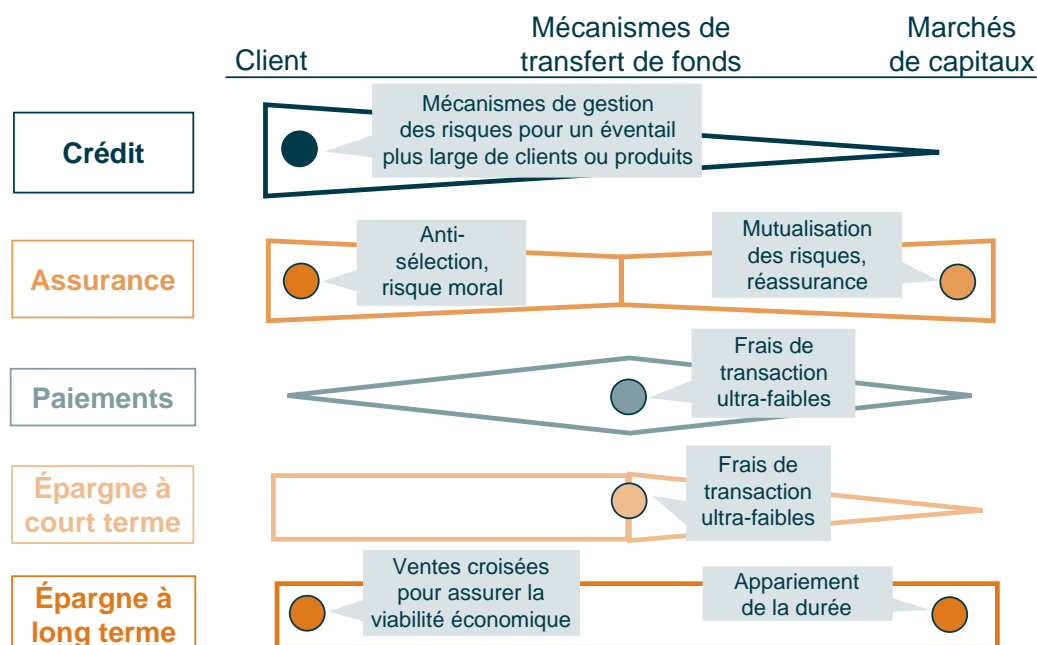 Client
Mécanismes de
transfert de fonds
Marchés
de capitaux
Crédit
Mécanismes de gestion
des risques pour un éventail
plus large de clients ou produits
Assurance
Anti-
sélection,
risque moral
Mutualisation
des risques,
réassurance
Paiements
Frais de
transaction
ultra-faibles
Épargne à
court terme
Frais de
transaction
ultra-faibles
Épargne à
long terme
Ventes croisées
pour assurer la
viabilité économique
Appariement
de la durée